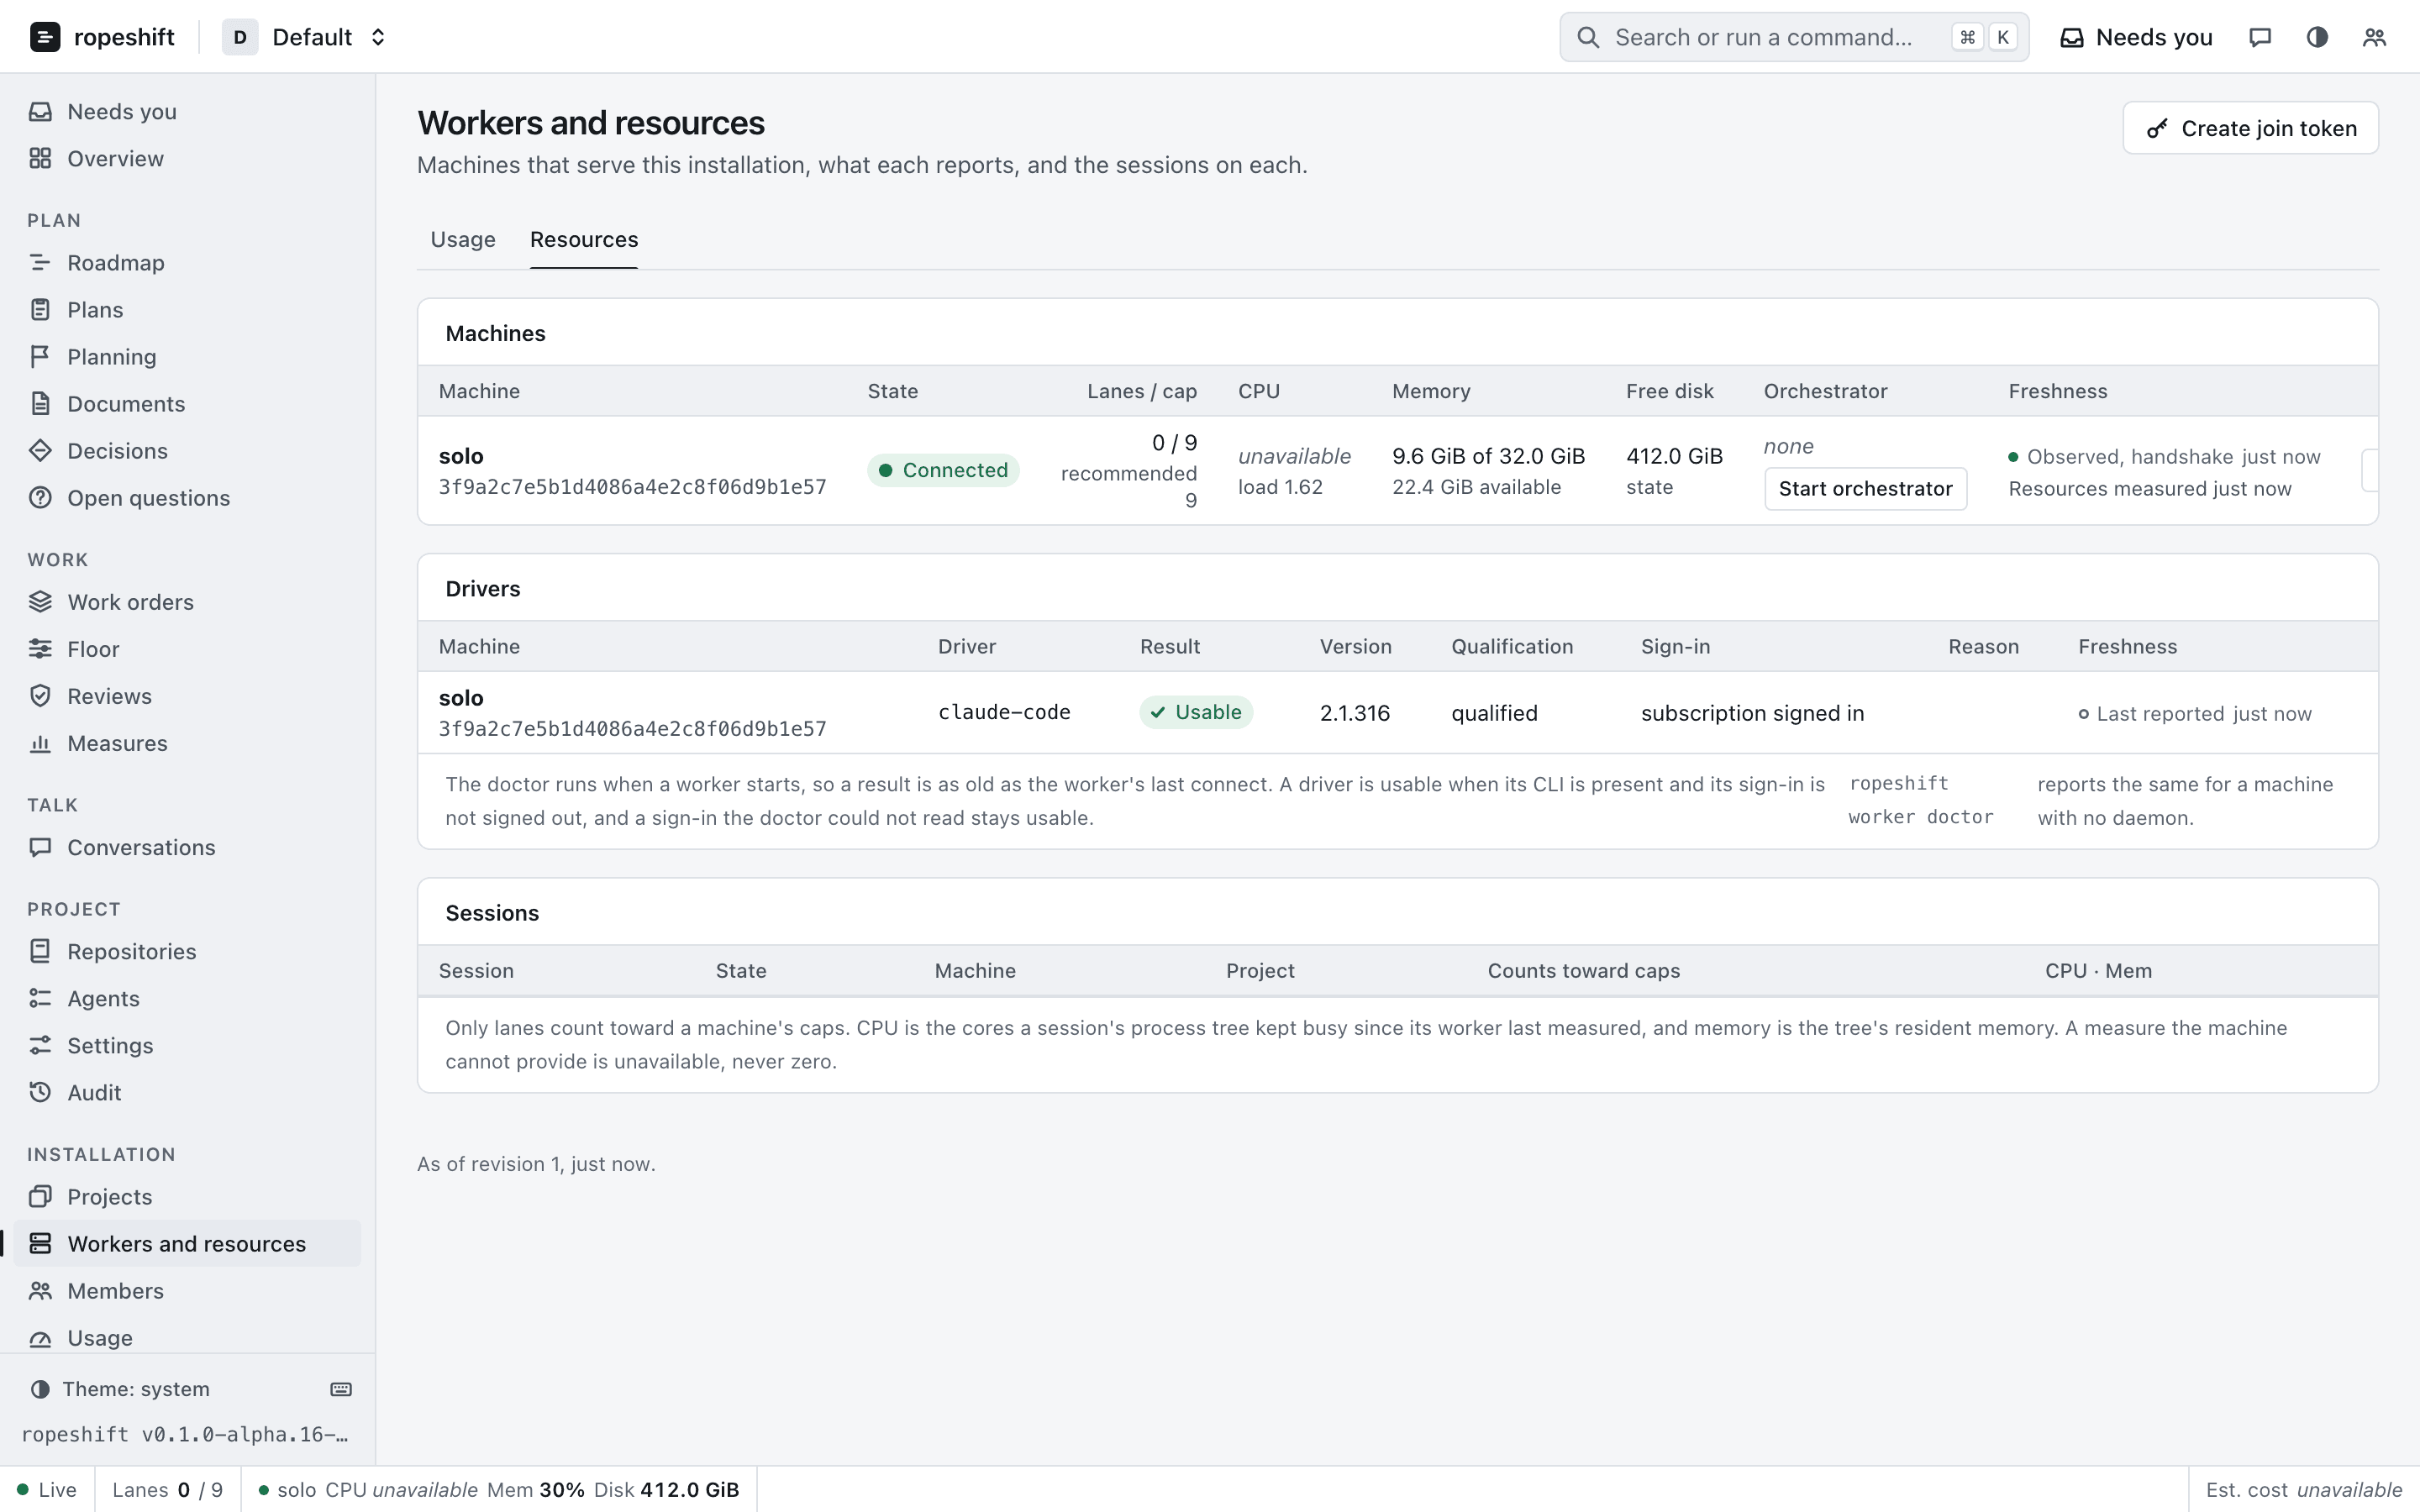 ropeshift
D Default
Search or run a command... ⌘ K
Needs you
Needs you
Overview
PLAN
Roadmap
Plans
Planning
Documents
Decisions
Open questions
WORK
Work orders
Floor
Reviews
Measures
TALK
Conversations
PROJECT
Repositories
Agents
Settings
Audit
INSTALLATION
Projects
Workers and resources
Members
Usage
Theme: system
ropeshift v0.1.0-alpha.16-…
Workers and resources
Machines that serve this installation, what each reports, and the sessions on each.
Create join token
Usage Resources
Machines
Machine State Lanes / cap CPU Memory Free disk Orchestrator Freshness
solo
3f9a2c7e5b1d4086a4e2c8f06d9b1e57
Connected
0 / 9
recommended
9
unavailable
load 1.62
9.6 GiB of 32.0 GiB
22.4 GiB available
412.0 GiB
state
none
Start orchestrator
Observed, handshake just now
Resources measured just now
Drivers
Machine Driver Result Version Qualification Sign-in Reason Freshness
solo
3f9a2c7e5b1d4086a4e2c8f06d9b1e57
claude-code
Usable
2.1.316
qualified
subscription signed in
Last reported just now
The doctor runs when a worker starts, so a result is as old as the worker's last connect. A driver is usable when its CLI is present and its sign-in is
not signed out, and a sign-in the doctor could not read stays usable.
ropeshift
worker doctor
reports the same for a machine
with no daemon.
Sessions
Session State Machine Project Counts toward caps CPU · Mem
Only lanes count toward a machine's caps. CPU is the cores a session's process tree kept busy since its worker last measured, and memory is the tree's resident memory. A measure the machine
cannot provide is unavailable, never zero.
As of revision 1, just now.
Live
Lanes 0 / 9
solo CPU unavailable Mem 30% Disk 412.0 GiB
Est. cost unavailable